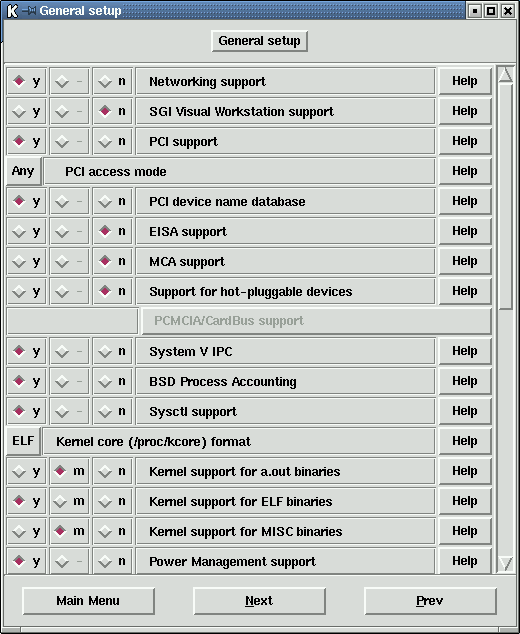 K General setup
General setup
y - n Networking support Help
y - n SGI Visual Workstation support Help
y - n PCI support Help
Any PCI access mode Help
y - n PCI device name database Help
y - n EISA support Help
y - n MCA support Help
y - n Support for hot-pluggable devices Help
PCMCIA/CardBus support
y - n System V IPC Help
y - n BSD Process Accounting Help
y - n Sysctl support Help
ELF Kernel core (/proc/kcore) format Help
y m n Kernel support for a.out binaries Help
y m n Kernel support for ELF binaries Help
y m n Kernel support for MISC binaries Help
y - n Power Management support Help
Main Menu Next Prev